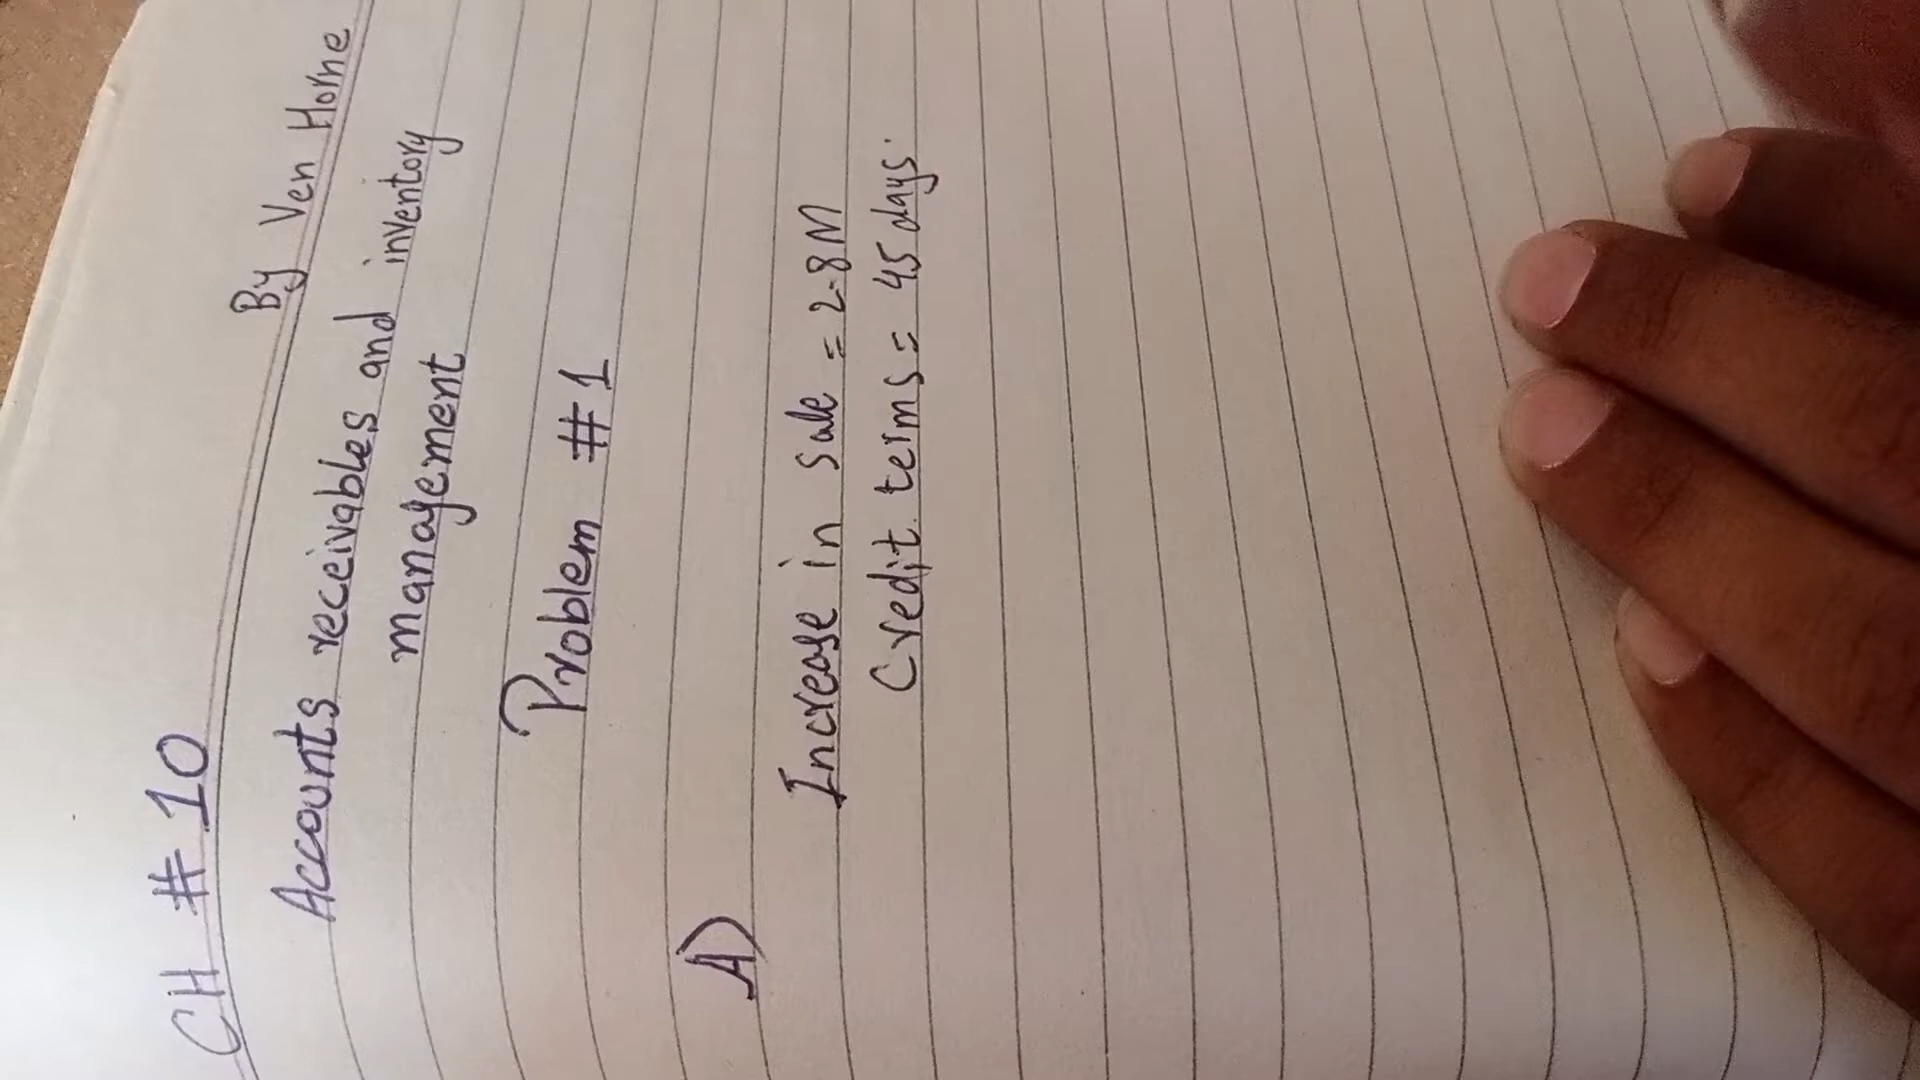 CH # 10
By Ven Horne
Accounts receivables and inventory
management
Problem # 1
A)
Increase in sale = 2.8M
Credit terms = 45 days.